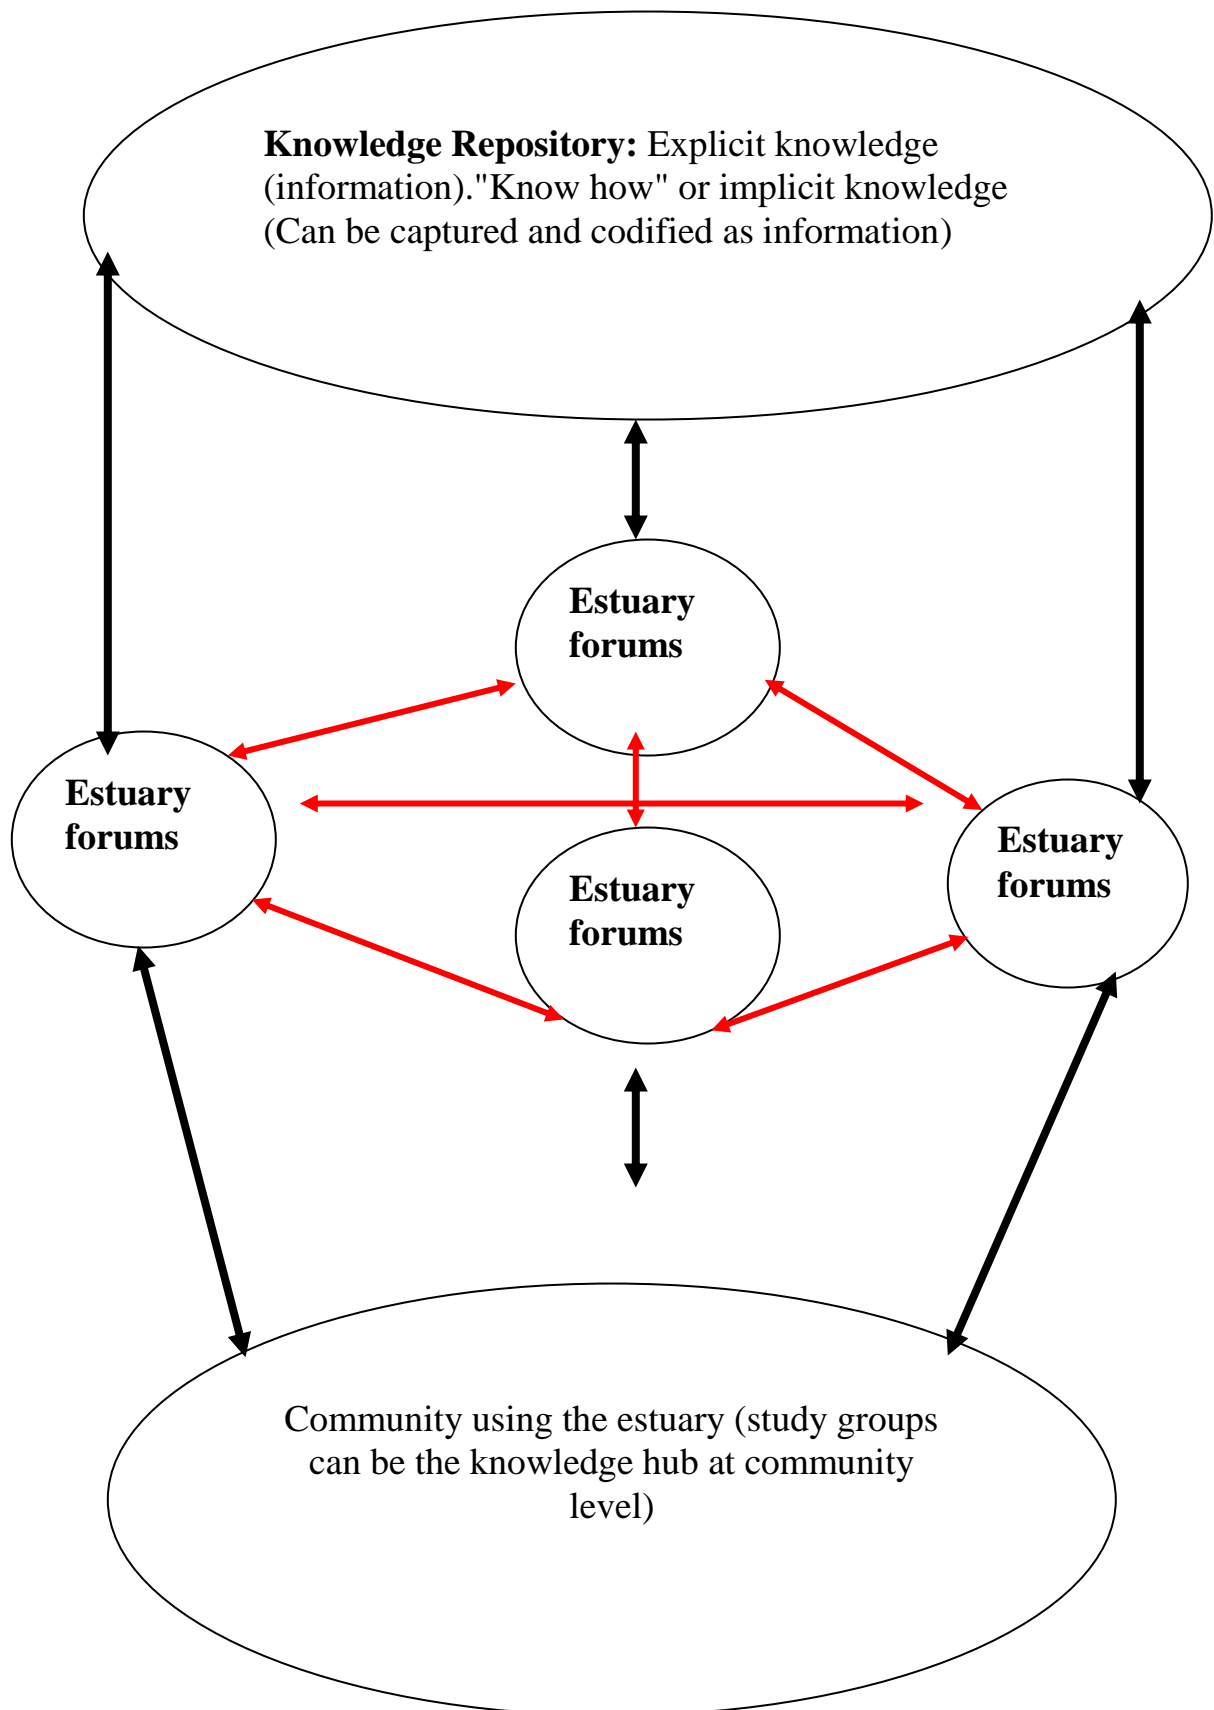 Knowledge Repository: Explicit knowledge
(information)."Know how" or implicit knowledge
(Can be captured and codified as information)
Estuary
forums
Estuary
forums
Estuary
forums
Estuary
forums
Community using the estuary (study groups
can be the knowledge hub at community
level)